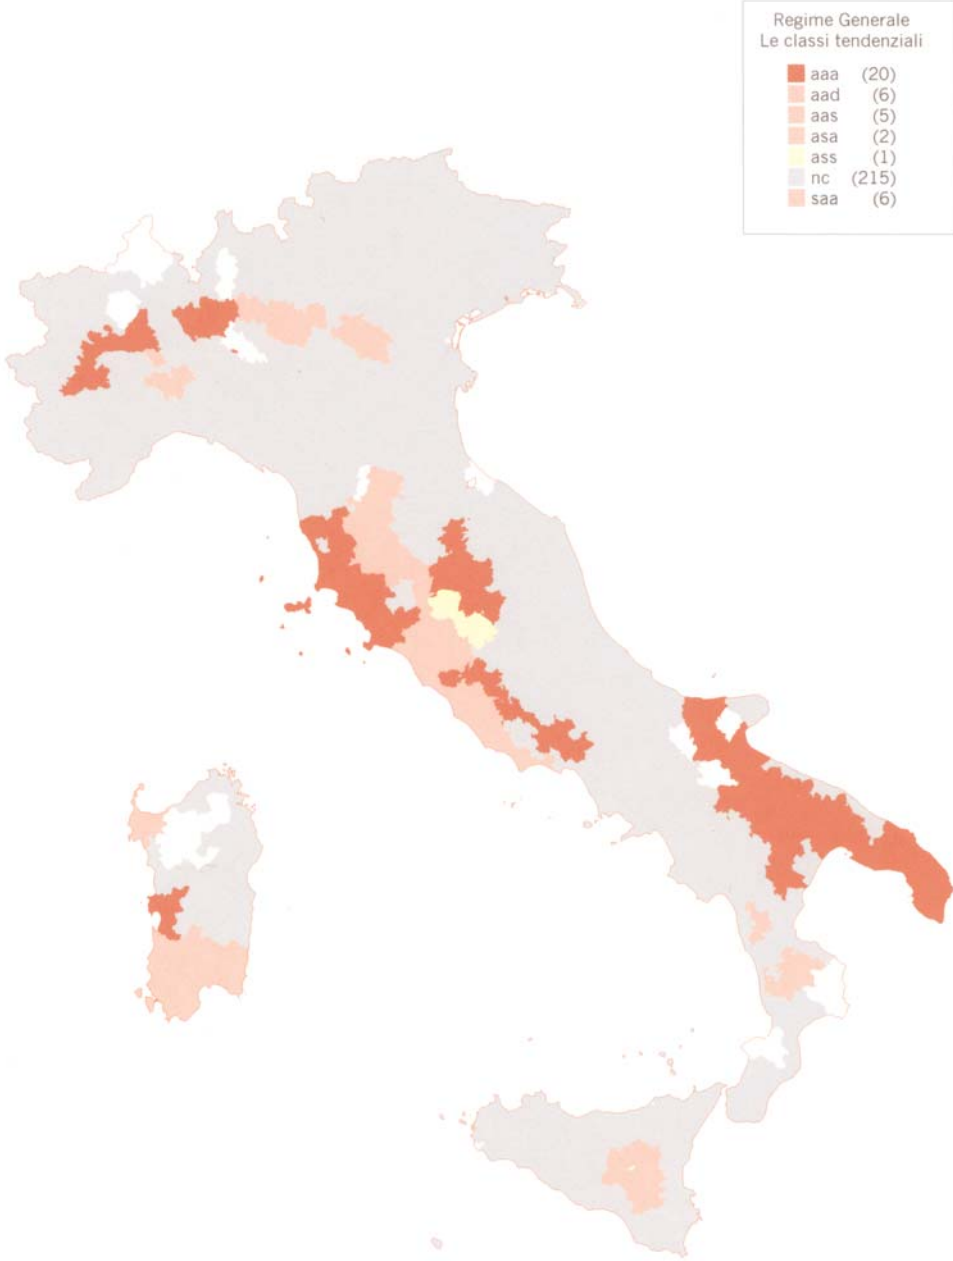 Regime Generale
Le classi tendenziali
aaa (20)
aad (6)
aas (5)
asa (2)
ass (1)
nc (215)
saa (6)